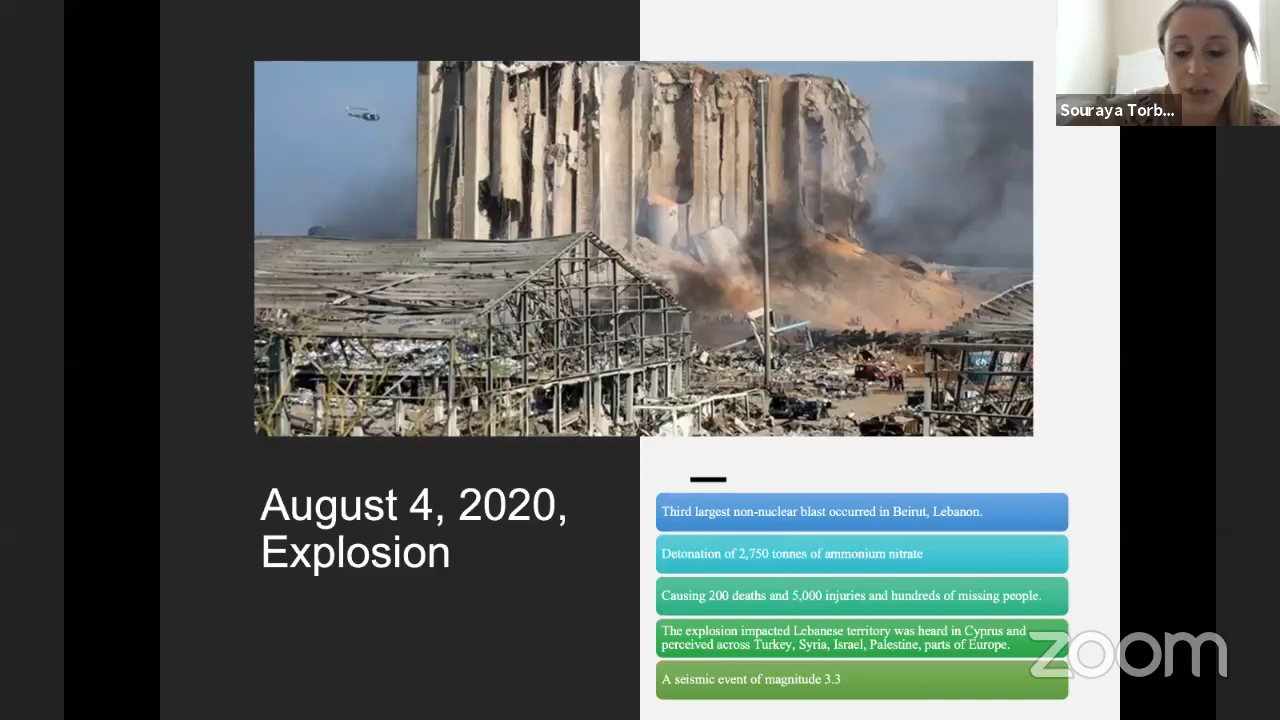 Souraya Torb...
August 4, 2020,
Explosion
Third largest non-nuclear blast occurred in Beirut, Lebanon.
Detonation of 2,750 tonnes of ammonium nitrate
Causing 200 deaths and 5,000 injuries and hundreds of missing people.
The explosion impacted Lebanese territory was heard in Cyprus and
perceived across Turkey, Syria, Israel, Palestine, parts of Europe.
A seismic event of magnitude 3.3
zoom